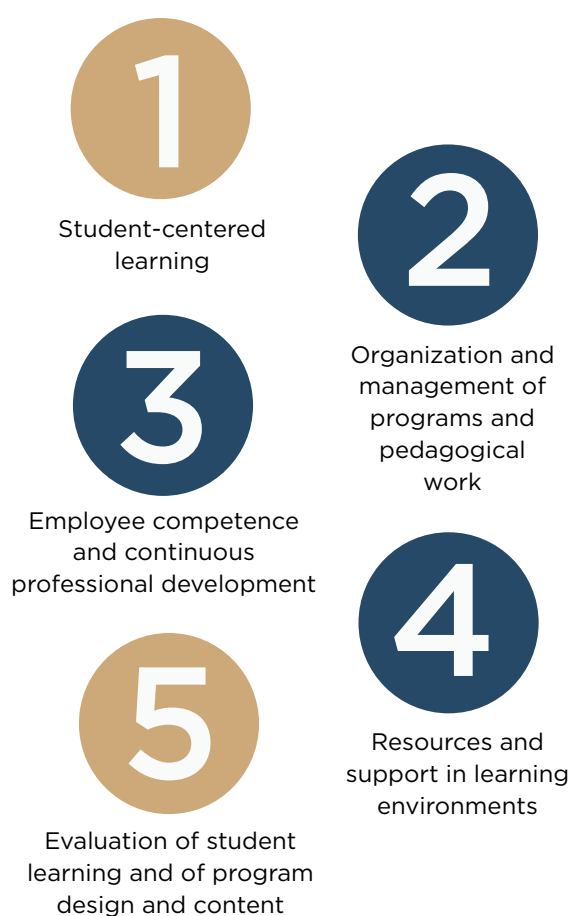 1
Student-centered
learning
2
Organization and
management of
programs and
pedagogical
work
3
Employee competence
and continuous
professional development
4
Resources and
support in learning
environments
5
Evaluation of student
learning and of program
design and content